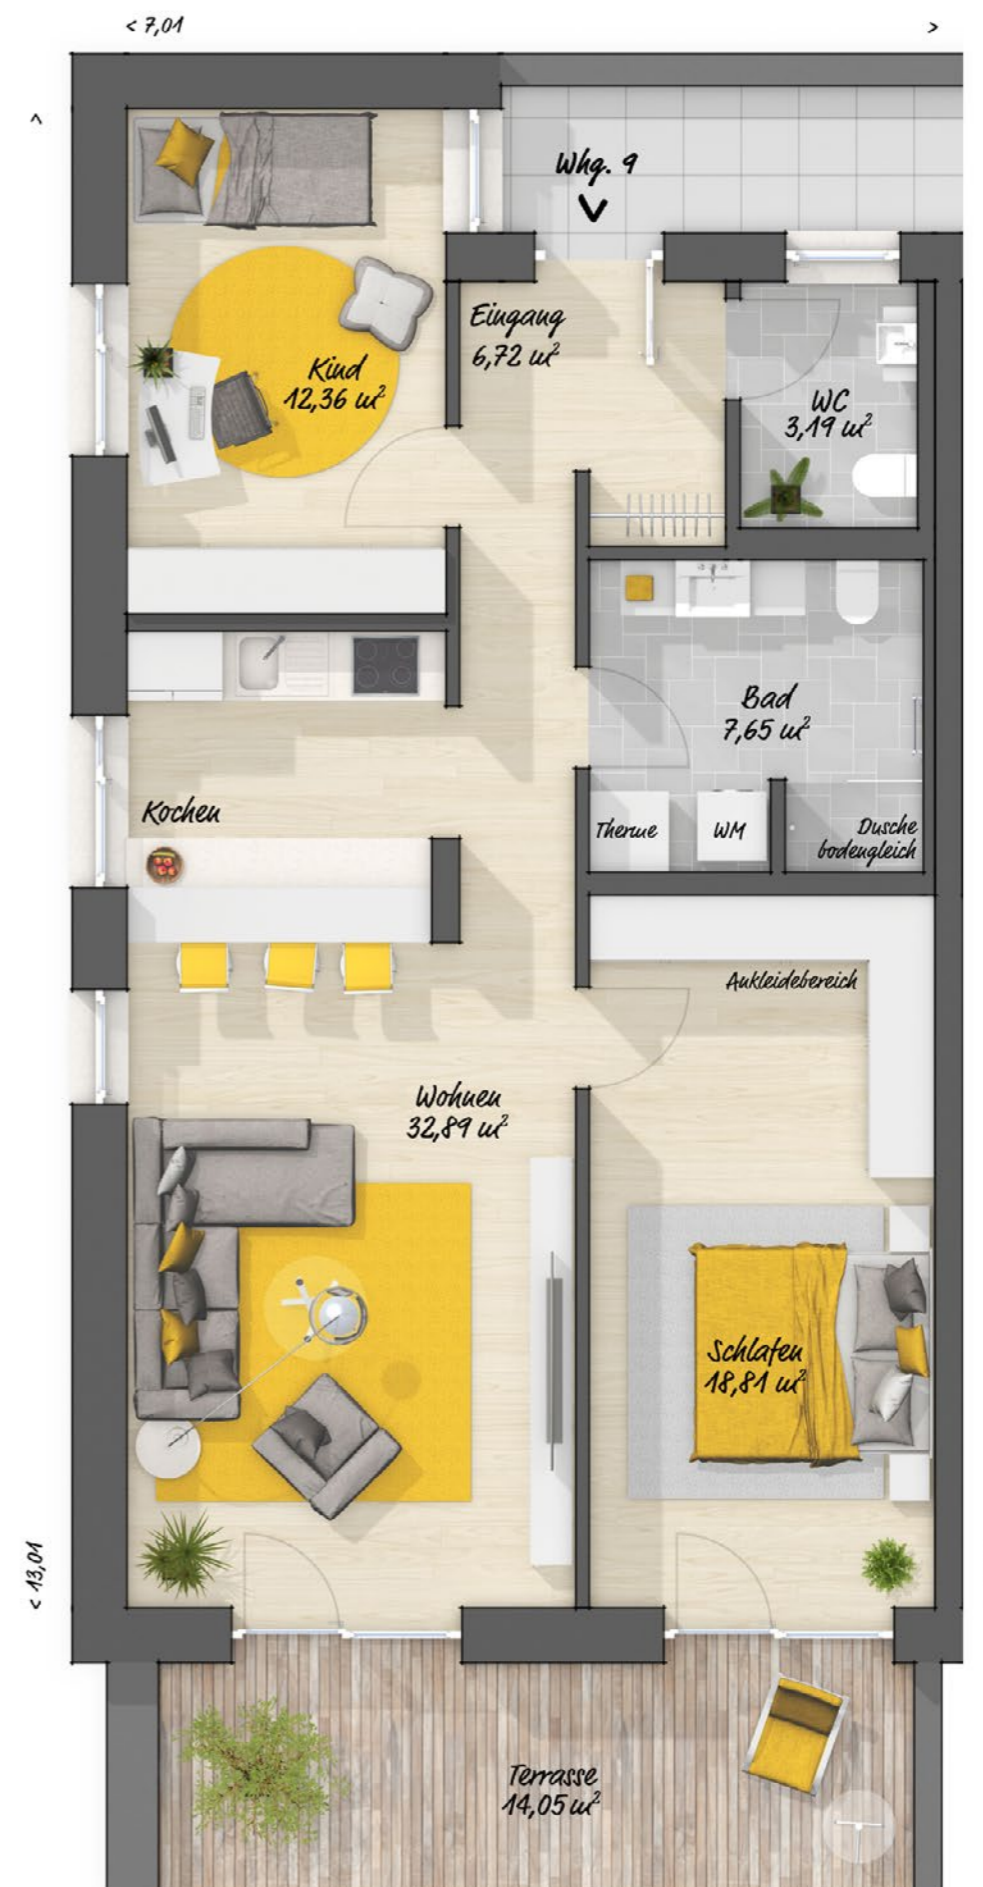 < 7,01 >
Whg. 9
Eingang
6,72 m²
Kind
12,36 m²
WC
3,19 m²
Bad
7,65 m²
Kochen
Therme
WM
Dusche
bodengleich
Ankleidebereich
Wohnen
32,89 m²
Schlafen
18,81 m²
< 13,01 >
Terrasse
14,05 m²